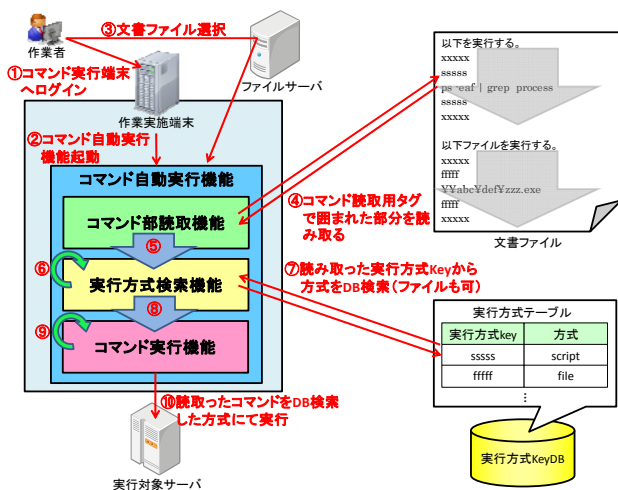 ③文書ファイル選択
作業者
①コマンド実行端末
へログイン
ファイルサーバ
作業実施端末
②コマンド自動実行
機能起動
コマンド自動実行機能
コマンド部読取機能
⑤
⑥
実行方式検索機能
⑧
⑨
コマンド実行機能
⑩読取ったコマンドをDB検索
した方式にて実行
実行対象サーバ
以下を実行する。
xxxxx
sssss
ps -eaf | grep process
sssss
xxxxx
以下ファイルを実行する。
xxxxx
fffff
¥¥abc¥def¥zzz.exe
fffff
xxxxx
文書ファイル
④コマンド読取用タグ
で囲まれた部分を読
み取る
⑦読み取った実行方式Keyから
方式をDB検索(ファイルも可)
実行方式テーブル
実行方式key 方式
sssss script
fffff file
⋮
実行方式KeyDB